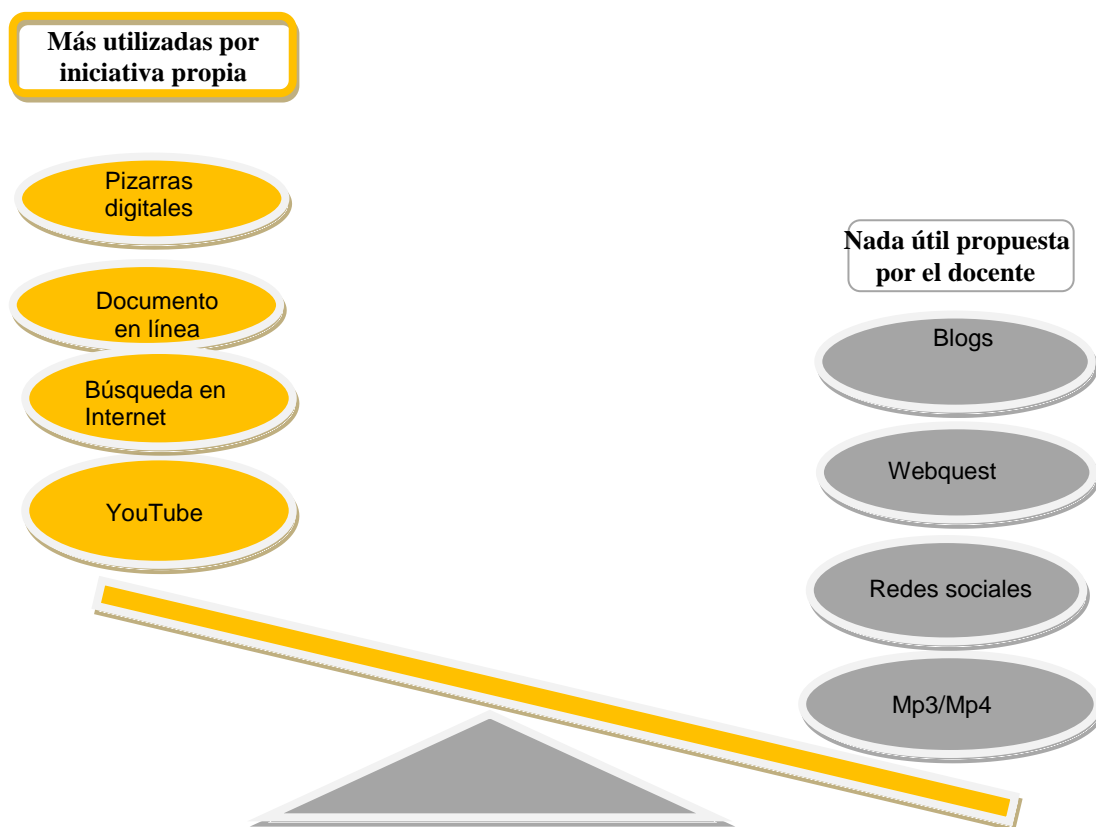 Más utilizadas por
iniciativa propia
Pizarras
digitales
Documento
en línea
Búsqueda en
Internet
YouTube
Nada útil propuesta
por el docente
Blogs
Webquest
Redes sociales
Mp3/Mp4